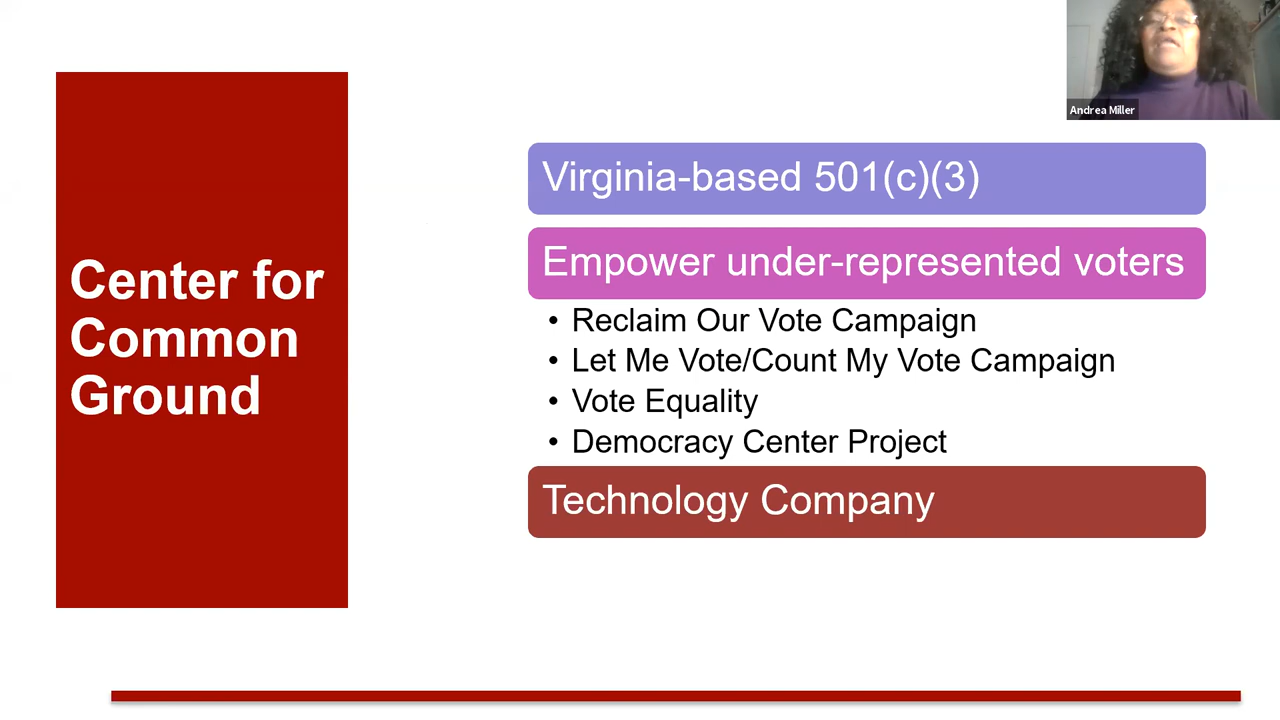 Andrea Miller
Center for
Common
Ground
Virginia-based 501(c)(3)
Empower under-represented voters
• Reclaim Our Vote Campaign
• Let Me Vote/Count My Vote Campaign
• Vote Equality
• Democracy Center Project
Technology Company